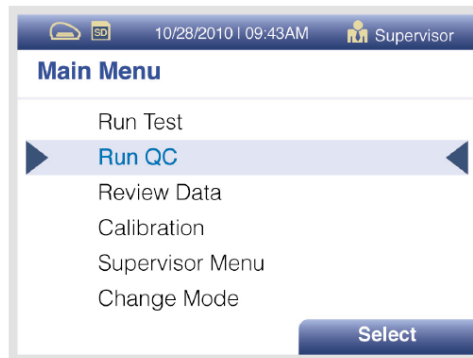 SD 10/28/2010 | 09:43AM Supervisor
Main Menu
Run Test
Run QC
Review Data
Calibration
Supervisor Menu
Change Mode
Select